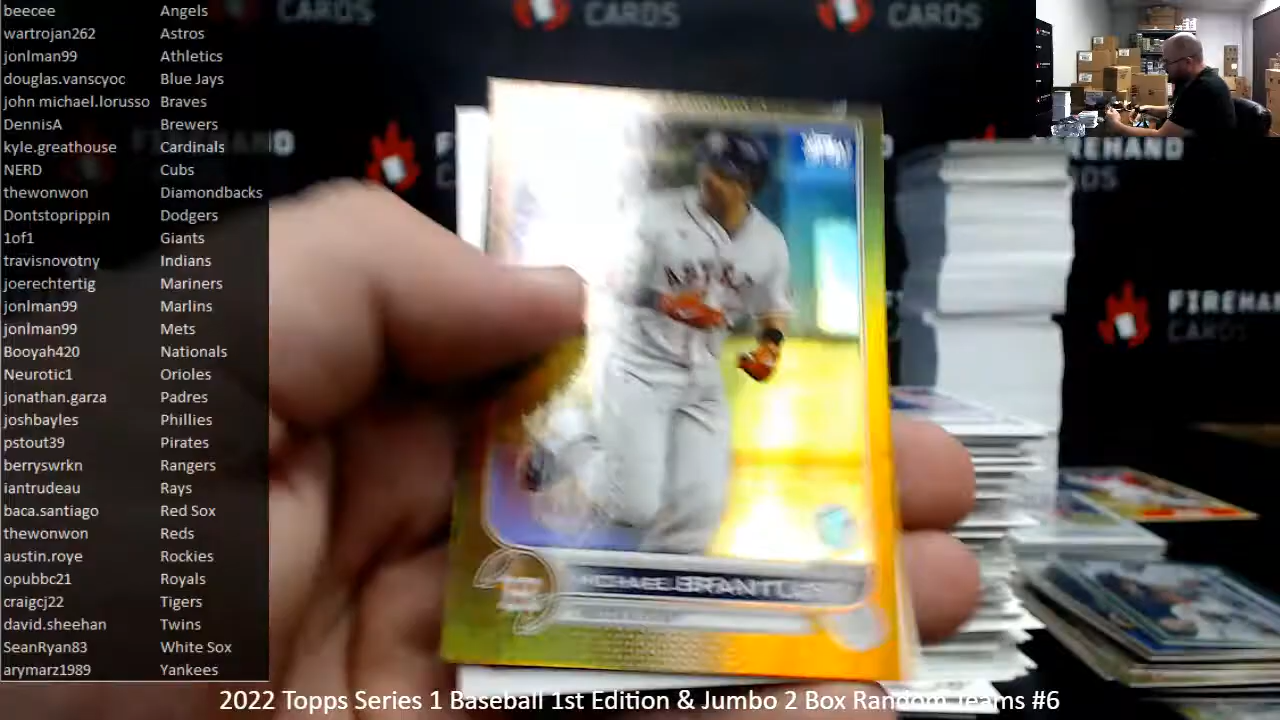 beecee Angels
wartrojan262 Astros
jonlman99 Athletics
douglas.vanscyoc Blue Jays
john michael.lorusso Braves
DennisA Brewers
kyle.greathouse Cardinals
NERD Cubs
thewonwon Diamondbacks
Dontstoprippin Dodgers
1of1 Giants
travisnovotny Indians
joerechtertig Mariners
jonlman99 Marlins
jonlman99 Mets
Booyah420 Nationals
Neurotic1 Orioles
jonathan.garza Padres
joshbayles Phillies
pstout39 Pirates
berryswrkn Rangers
iantrudeau Rays
baca.santiago Red Sox
thewonwon Reds
austin.roye Rockies
opubbc21 Royals
craigcj22 Tigers
david.sheehan Twins
SeanRyan83 White Sox
arymarz1989 Yankees
CARDS
CARDS
CARDS
FIREHAND
CARDS
MICHAEL BRANTLEY
2022 Topps Series 1 Baseball 1st Edition & Jumbo 2 Box Random Teams #6